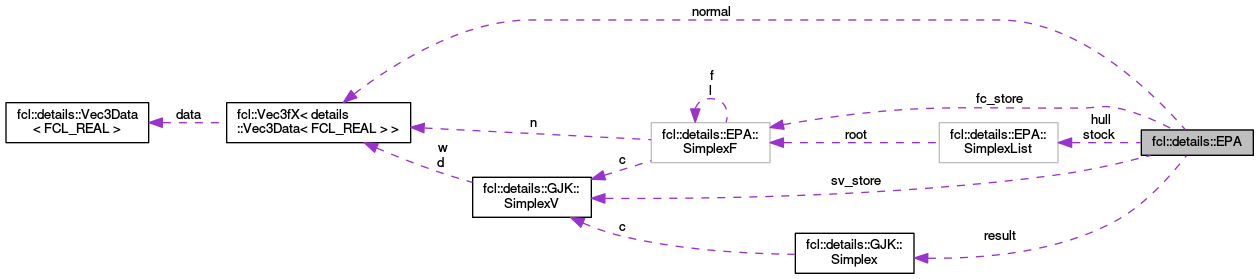 normal
f
l
fcl::details::Vec3Data
< FCL_REAL >
data
fcl::Vec3fX< details
::Vec3Data< FCL_REAL > >
n
fcl::details::EPA::
SimplexF
fc_store
root
fcl::details::EPA::
SimplexList
hull
stock
fcl::details::EPA
w
d
c
fcl::details::GJK::
SimplexV
sv_store
c
fcl::details::GJK::
Simplex
result